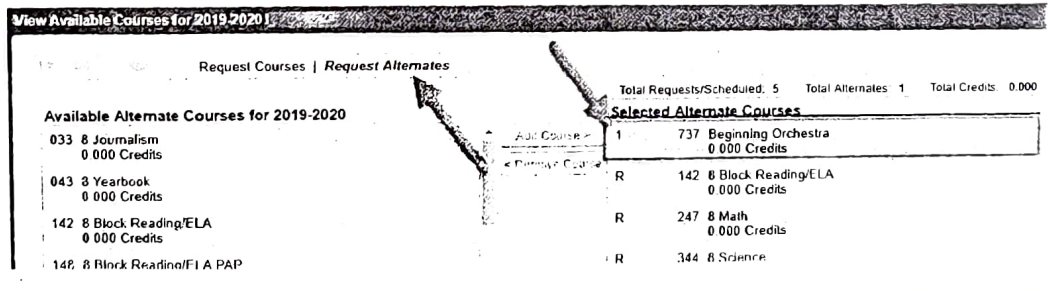 View Available Courses for 2019-2020
Request Courses | Request Alternates
Total Requests/Scheduled: 5 Total Alternates: 1 Total Credits: 0.000
Available Alternate Courses for 2019-2020
Selected Alternate Courses
033 8 Journalism
0.000 Credits
043 8 Yearbook
0.000 Credits
142 8 Block Reading/ELA
0.000 Credits
148 8 Block Reading/ELA PAP
Add Course >
< Remove Course
1 737 Beginning Orchestra
0.000 Credits
R 142 8 Block Reading/ELA
0.000 Credits
R 247 8 Math
0.000 Credits
R 344 8 Science